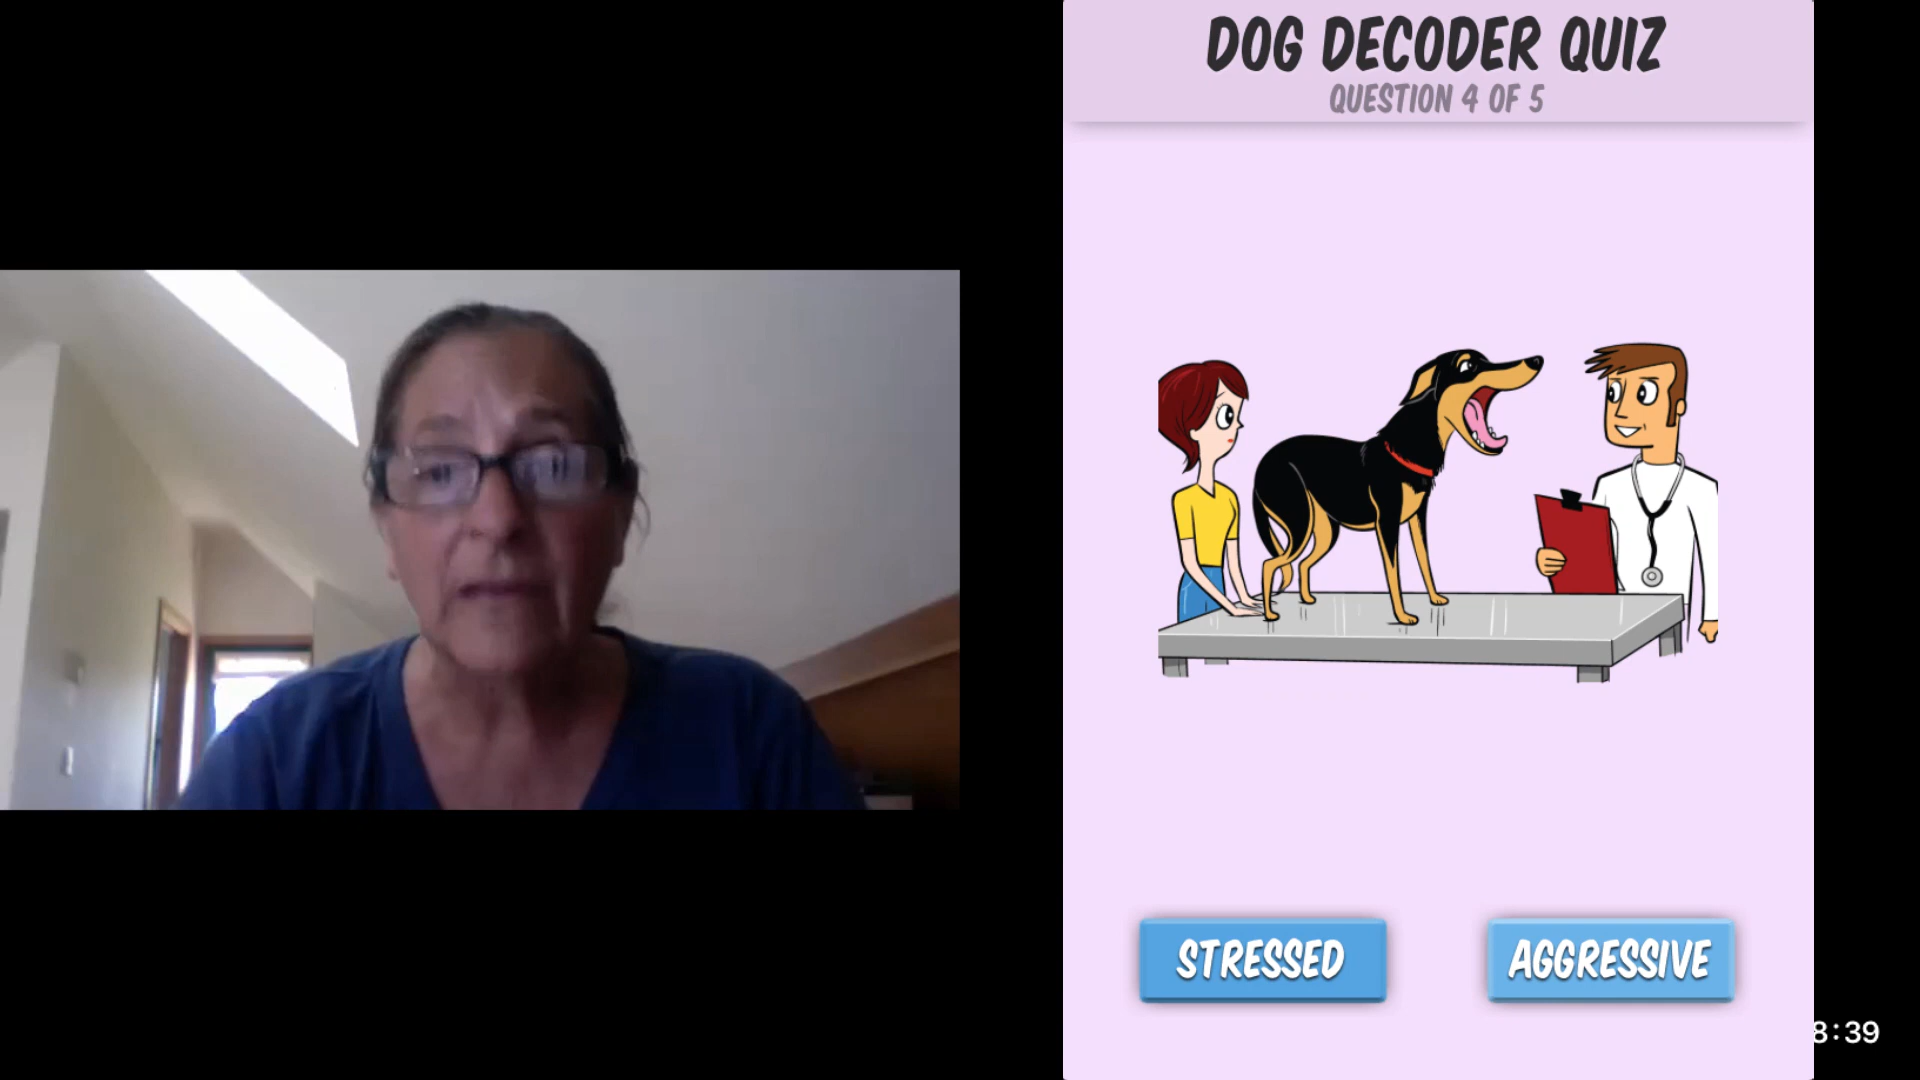 DOG DECODER QUIZ
QUESTION 4 OF 5
STRESSED
AGGRESSIVE
8:39